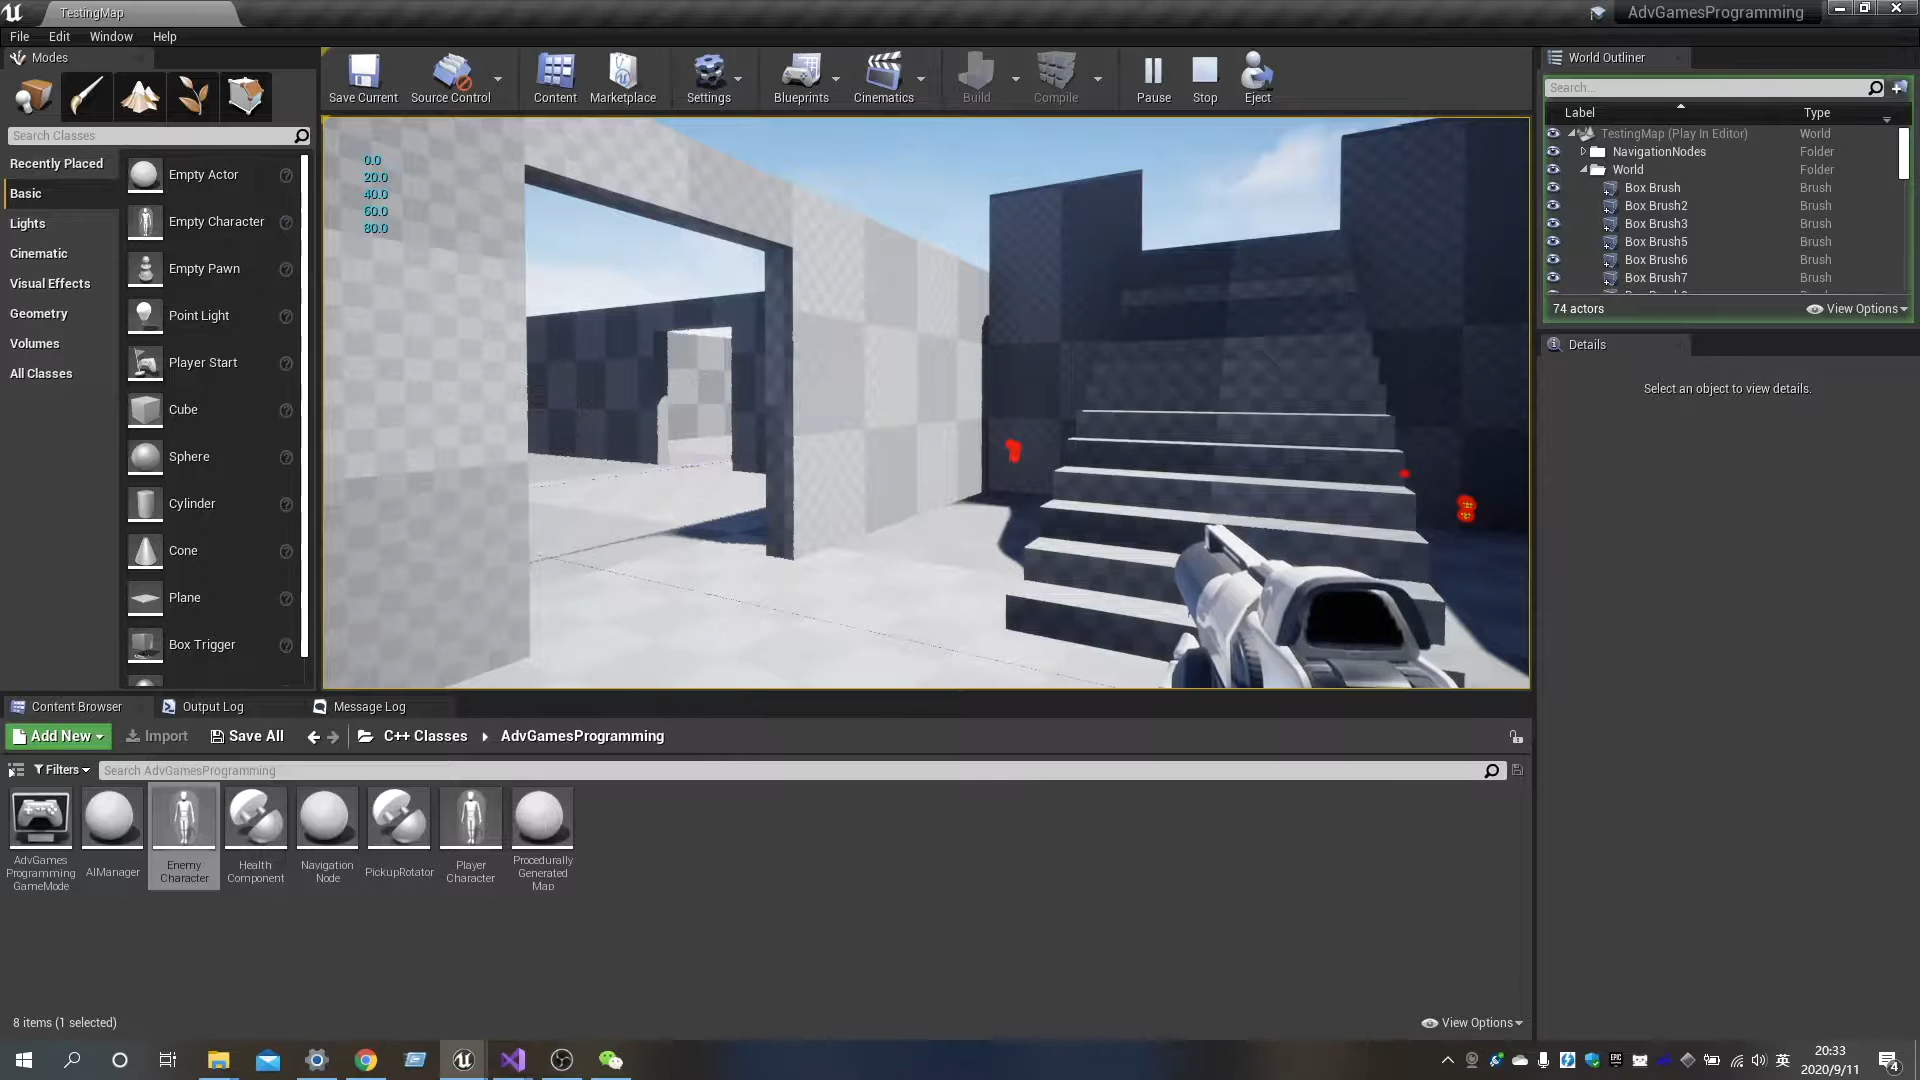 TestingMap
AdvGamesProgramming
File Edit Window Help
Modes
Search Classes
Recently Placed
Basic
Lights
Cinematic
Visual Effects
Geometry
Volumes
All Classes
Empty Actor
Empty Character
Empty Pawn
Point Light
Player Start
Cube
Sphere
Cylinder
Cone
Plane
Box Trigger
Save Current
Source Control
Content
Marketplace
Settings
Blueprints
Cinematics
Build
Compile
Pause
Stop
Eject
0.0
20.0
40.0
60.0
80.0
World Outliner
Search...
Label Type
TestingMap (Play In Editor) World
NavigationNodes Folder
World Folder
Box Brush Brush
Box Brush2 Brush
Box Brush3 Brush
Box Brush5 Brush
Box Brush6 Brush
Box Brush7 Brush
74 actors View Options
Details
Select an object to view details.
Content Browser
Output Log
Message Log
Add New Import Save All C++ Classes AdvGamesProgramming
Filters Search AdvGamesProgramming
AdvGames
Programming
GameMode
AIManager
Enemy
Character
Health
Component
Navigation
Node
PickupRotator
Player
Character
Procedurally
Generated
Map
8 items (1 selected)
View Options
英
20:33
2020/9/11
4